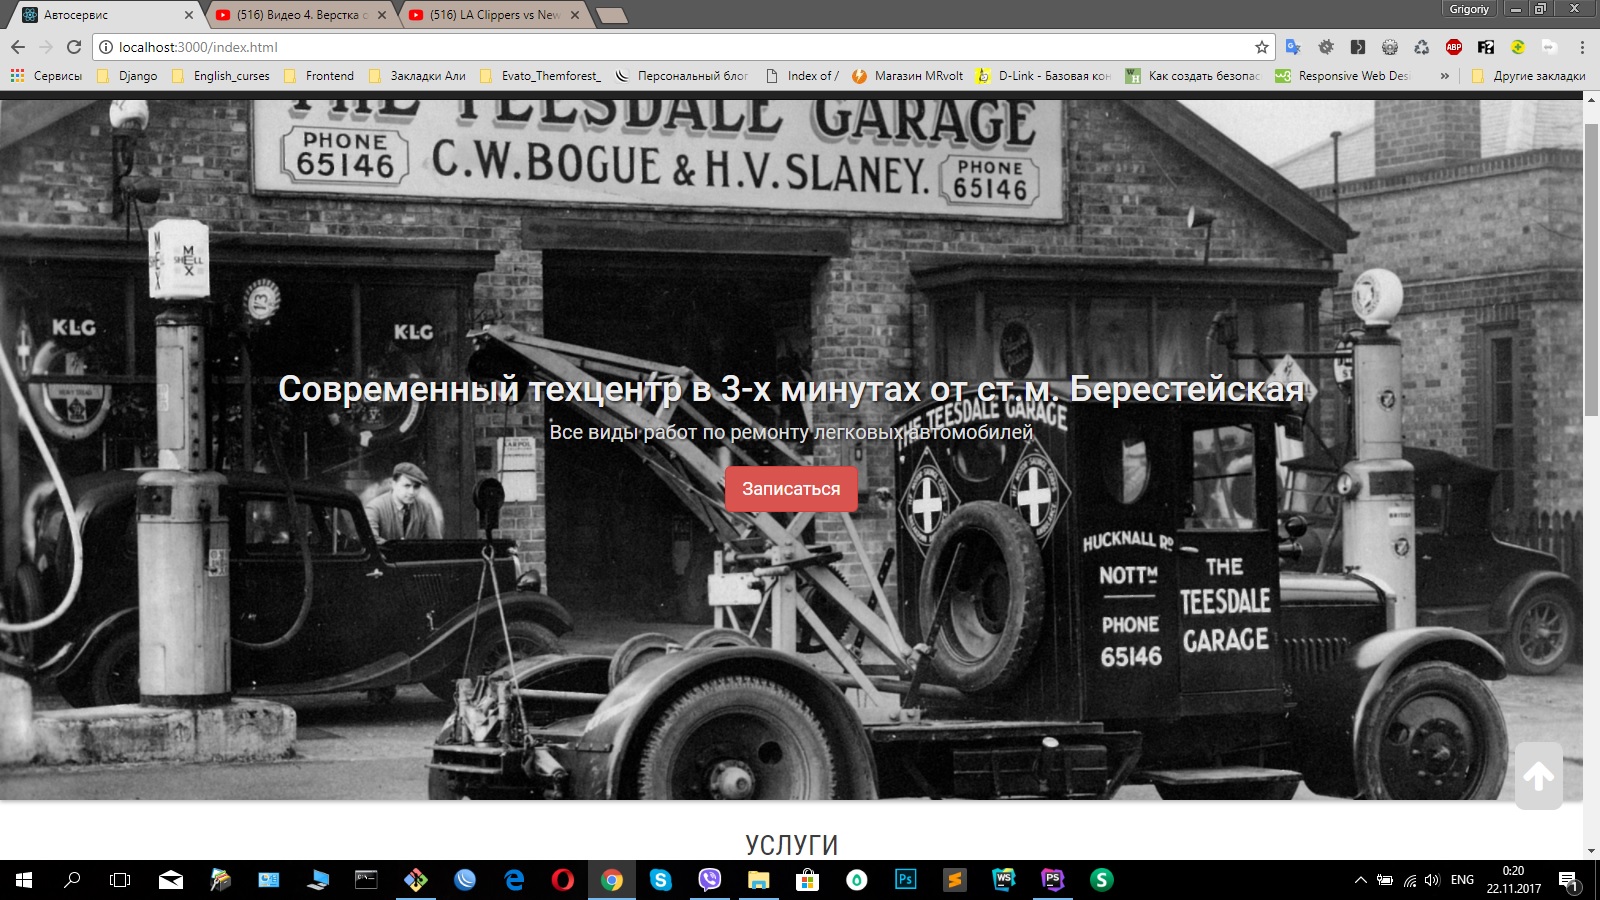 Автосервис
(516) Видео 4. Верстка
(516) LA Clippers vs New
Grigoriy
localhost:3000/index.html
Сервисы
Django
English_curses
Frontend
Закладки Али
Evato_Themforest_
Персональный блог
Index of /
Магазин MRvolt
D-Link - Базовая кон
Как создать безопас
Responsive Web Des
Другие закладки
THE TEESDALE GARAGE
PHONE
65146
C.W.BOGUE & H.V.SLANEY.
PHONE
65146
MEX
SHELL
KLG
KLG
Современный техцентр в 3-х минутах от ст.м. Берестейская
THE TEESDALE GARAGE
Все виды работ по ремонту легковых автомобилей
Записаться
HUCKNALL RD
NOTTM
PHONE
65146
THE
TEESDALE
GARAGE
УСЛУГИ
ENG
0:20
22.11.2017
1